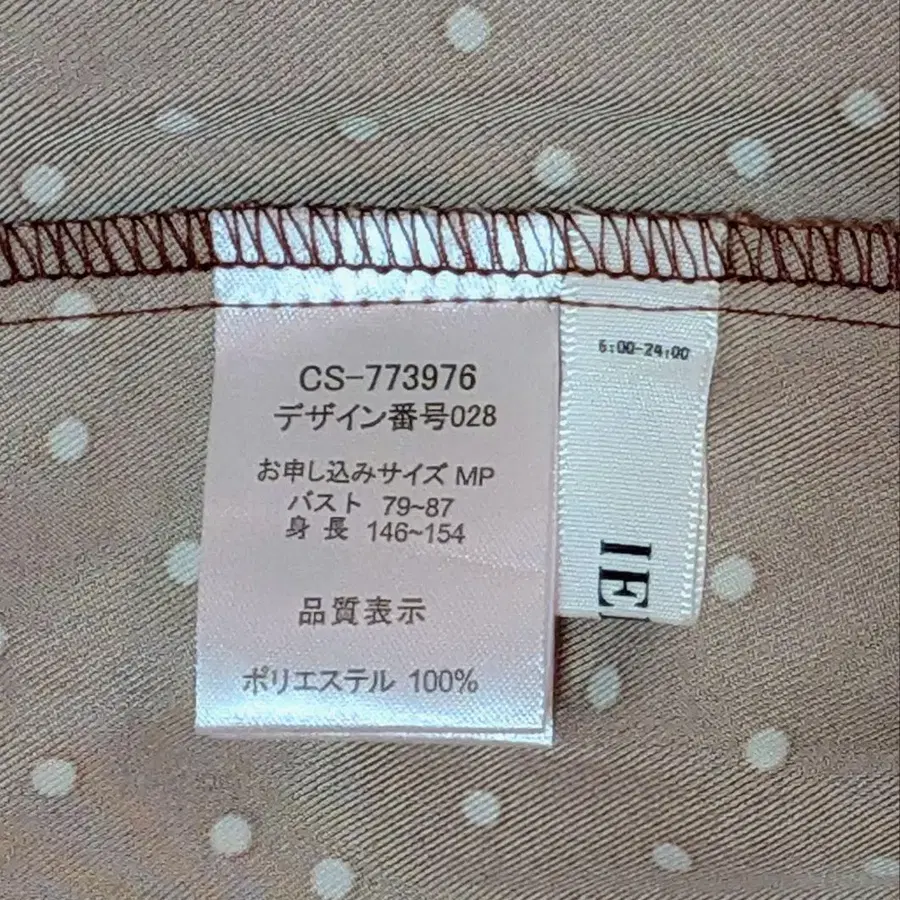 CS-773976
デザイン番号028
お申し込みサイズ MP
バスト 79~87
身 長 146~154
品質表示
ポリエステル 100%
6:00-24:00
IE